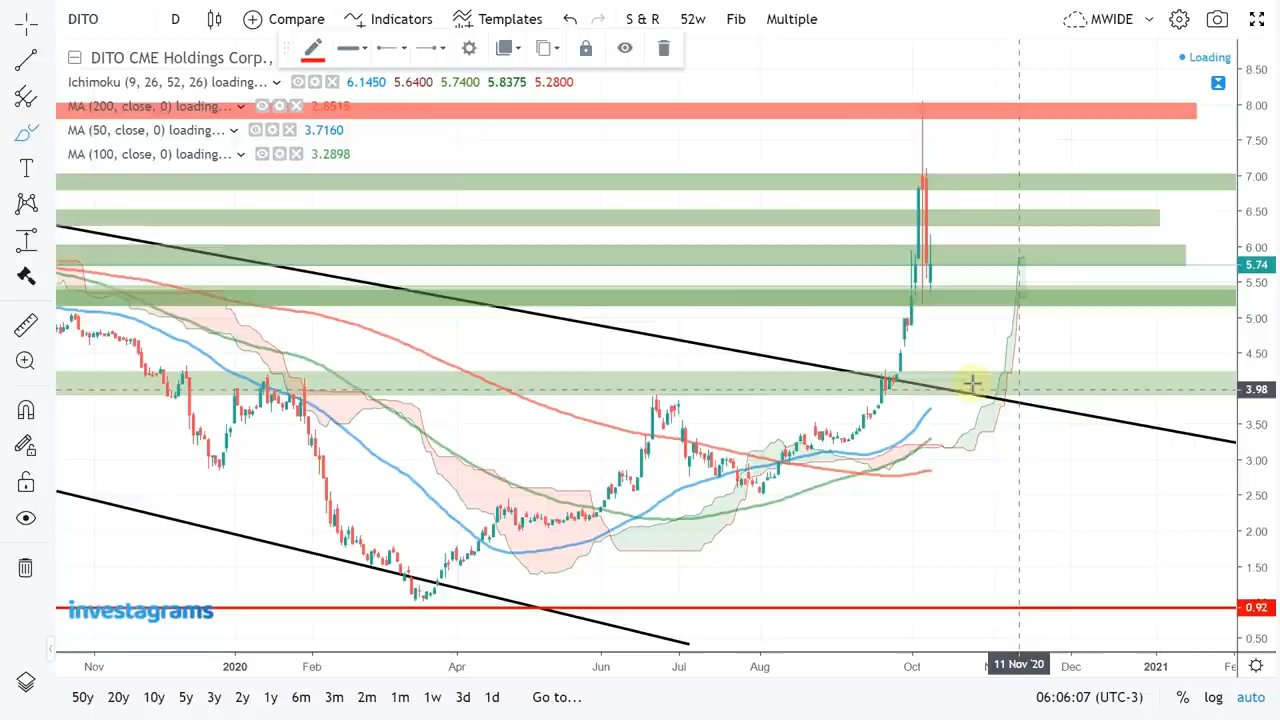 DITO D Compare Indicators Templates S & R 52w Fib Multiple MWIDE
DITO CME Holdings Corp.,
Loading
Ichimoku (9, 26, 52, 26) loading... 6.1450 5.6400 5.7400 5.8375 5.2800
MA (200, close, 0) loading... 2.8515
MA (50, close, 0) loading... 3.7160
MA (100, close, 0) loading... 3.2898
8.50
8.00
7.50
7.00
6.50
6.00
5.74
5.50
5.00
4.50
3.98
3.50
3.00
2.50
2.00
1.50
0.92
0.50
investagrams
Nov 2020 Feb Apr Jun Jul Aug Oct 11 Nov '20 Dec 2021
50y 20y 10y 5y 3y 2y 1y 6m 3m 2m 1m 1w 3d 1d Go to... 06:06:07 (UTC-3) % log auto